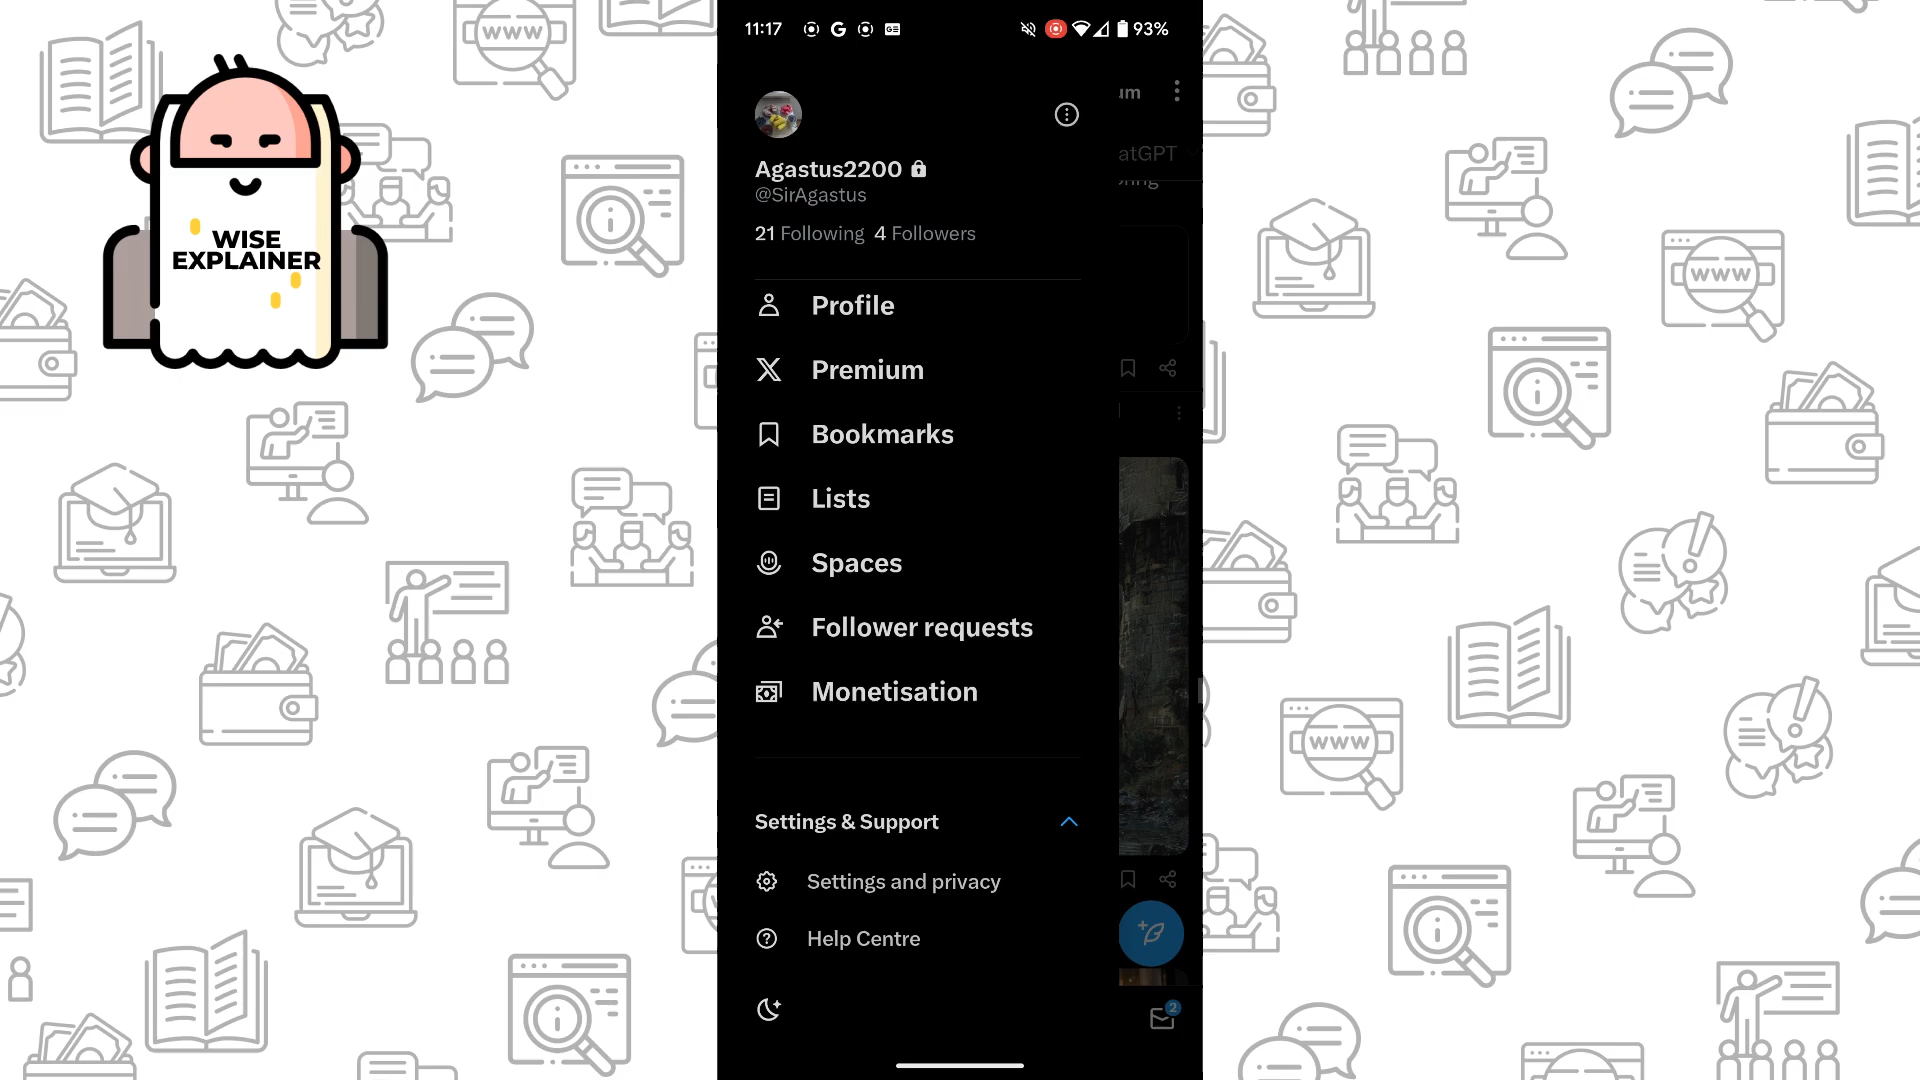 WISE
EXPLAINER
11:17
93%
um
atGPT
Agastus2200
@SirAgastus
21 Following 4 Followers
Profile
Premium
Bookmarks
Lists
Spaces
Follower requests
Monetisation
Settings & Support
Settings and privacy
Help Centre
2
WWW
WWW
WWW